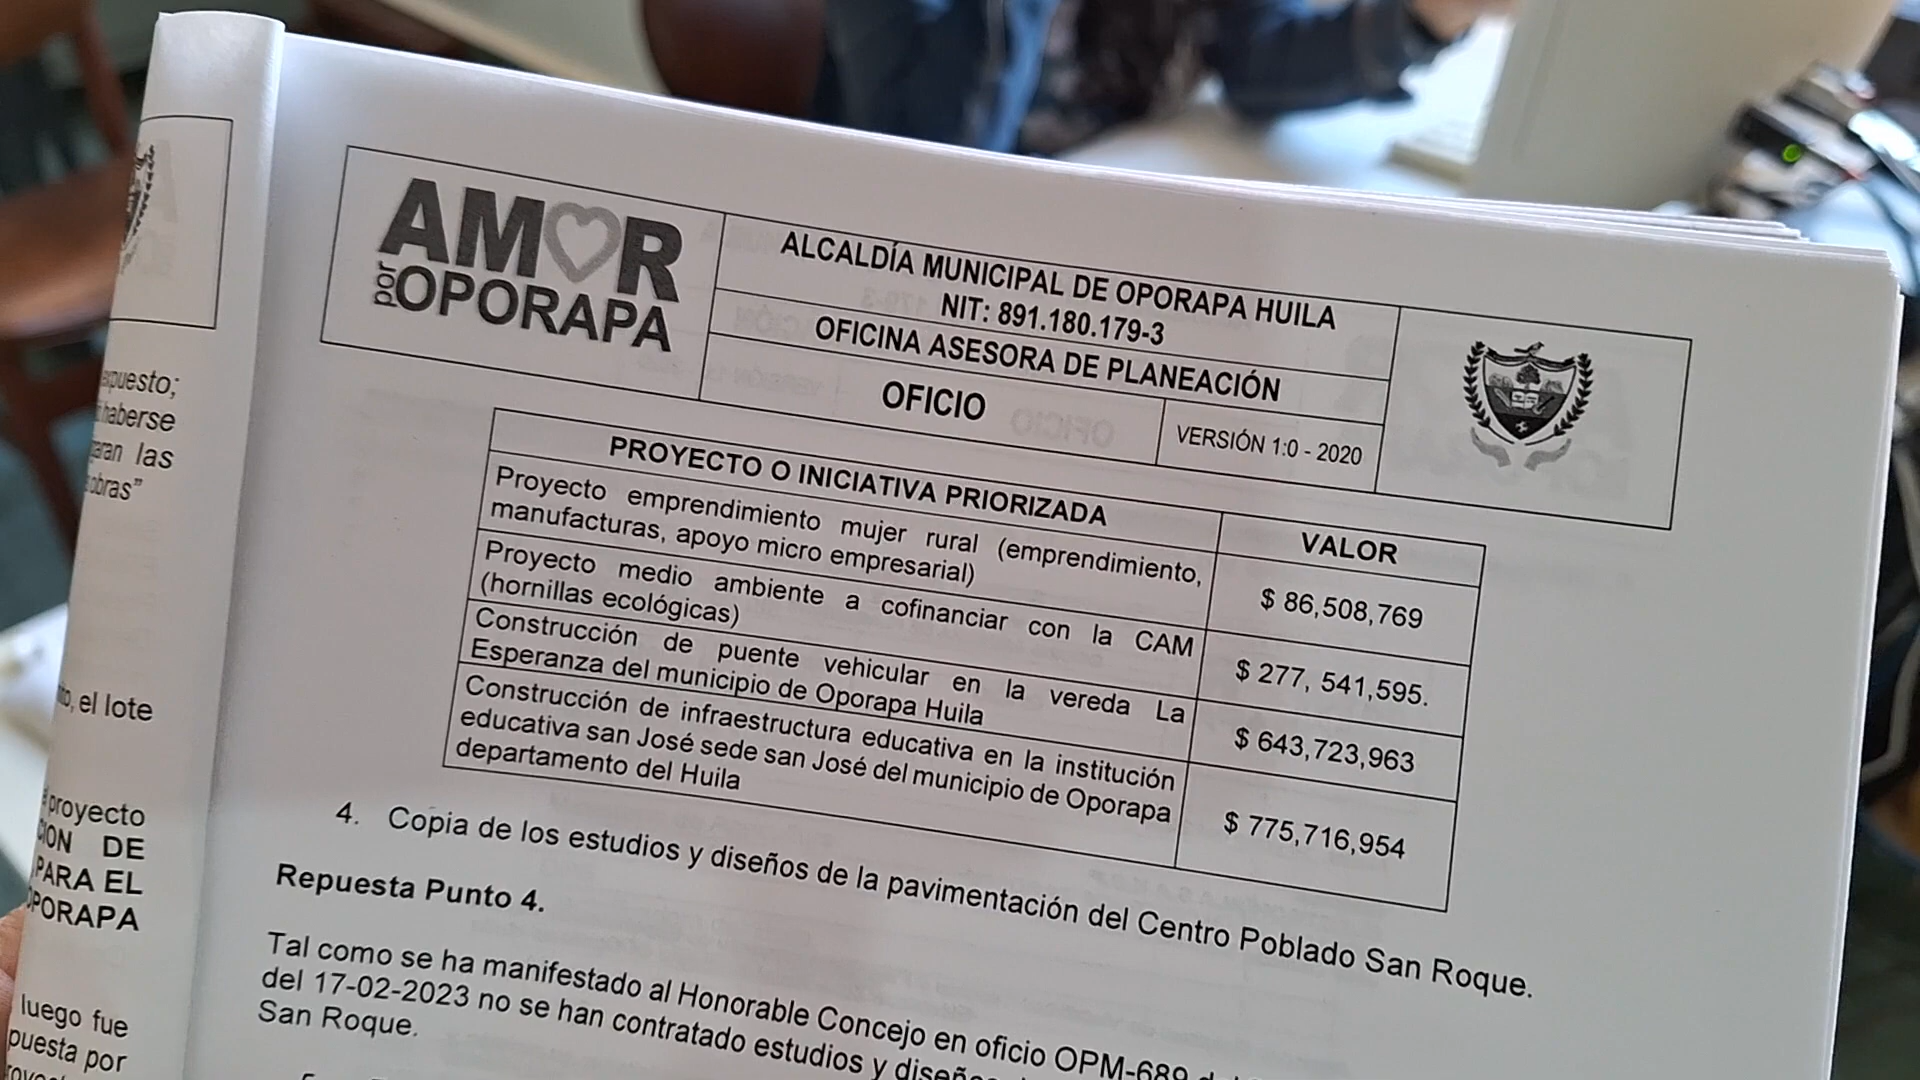 AMOR
por OPORAPA
ALCALDÍA MUNICIPAL DE OPORAPA HUILA
NIT: 891.180.179-3
OFICINA ASESORA DE PLANEACIÓN
OFICIO
VERSIÓN 1:0 - 2020
PROYECTO O INICIATIVA PRIORIZADA
VALOR
Proyecto emprendimiento mujer rural (emprendimiento,
manufacturas, apoyo micro empresarial)
$ 86,508,769
Proyecto medio ambiente a cofinanciar con la CAM
(hornillas ecológicas)
$ 277, 541,595.
Construcción de puente vehicular en la vereda La
Esperanza del municipio de Oporapa Huila
$ 643,723,963
Construcción de infraestructura educativa en la institución
educativa san José sede san José del municipio de Oporapa
departamento del Huila
$ 775,716,954
4. Copia de los estudios y diseños de la pavimentación del Centro Poblado San Roque.
Repuesta Punto 4.
Tal como se ha manifestado al Honorable Concejo en oficio OPM-689
del 17-02-2023 no se han contratado estudios y
San Roque.
haberse
las
obras”
el lote
proyecto
DE
PARA EL
OPORAPA
luego fue
por